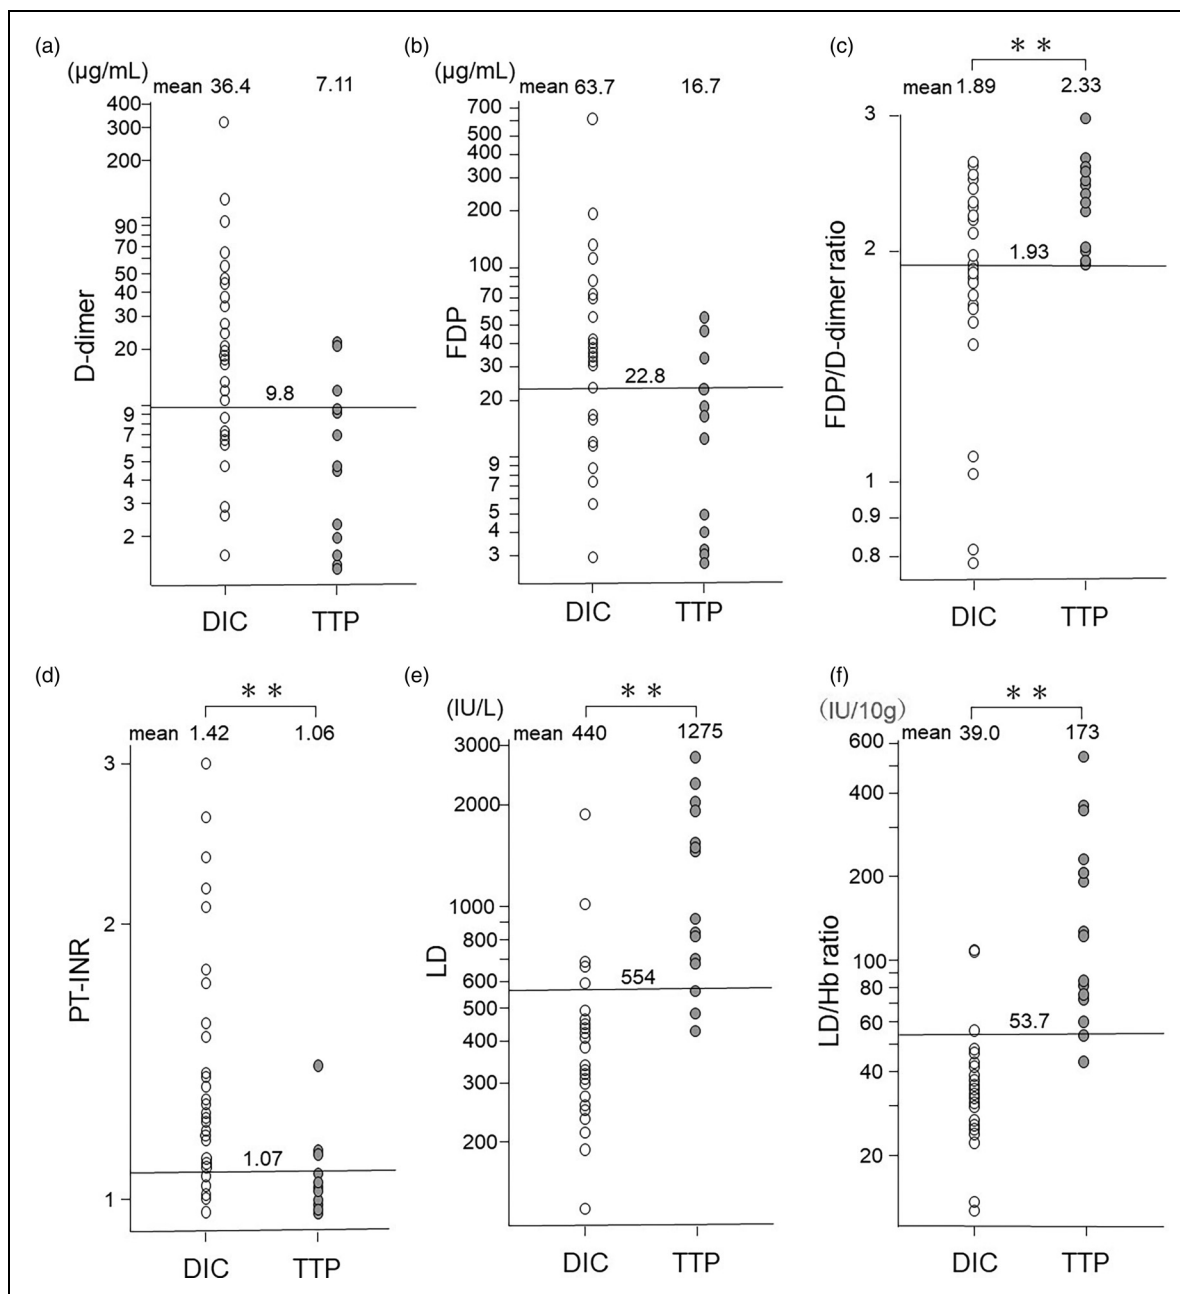 (a)
(µg/mL)
mean 36.4 7.11
400
300
200
90
70
50
40
30
20
9
7
5
4
3
2
D-dimer
9.8
DIC TTP
(b)
(µg/mL)
mean 63.7 16.7
700
500
400
300
200
100
70
50
40
30
20
9
7
5
4
3
FDP
22.8
DIC TTP
(c)
* *
mean 1.89 2.33
3
2
1
0.9
0.8
FDP/D-dimer ratio
1.93
DIC TTP
(d)
* *
mean 1.42 1.06
3
2
1
PT-INR
1.07
DIC TTP
(e)
* *
(IU/L)
mean 440 1275
3000
2000
1000
800
600
500
400
300
200
LD
554
DIC TTP
(f)
* *
(IU/10g)
mean 39.0 173
600
400
200
100
80
60
40
20
LD/Hb ratio
53.7
DIC TTP